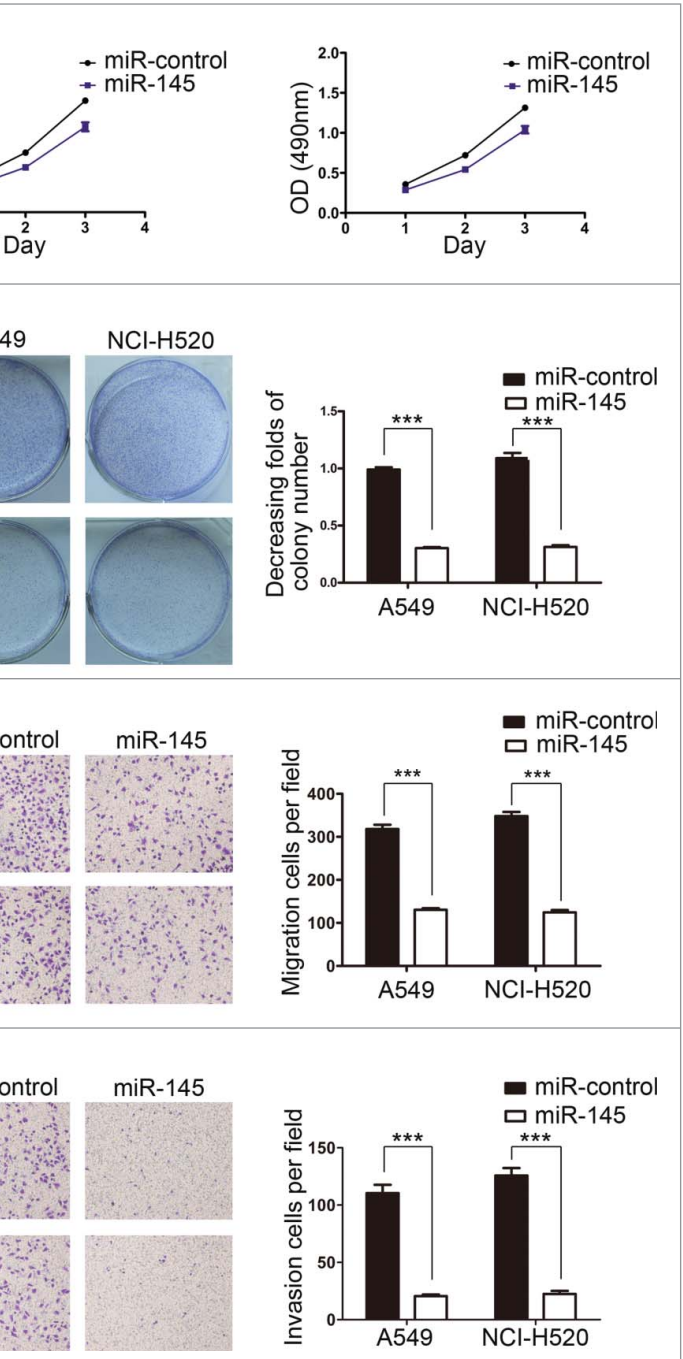 miR-control
miR-145
2
3
4
Day
miR-control
miR-145
OD (490nm)
2.0
1.5
1.0
0.5
0.0
0
1
2
3
4
Day
49
NCI-H520
miR-control
miR-145
Decreasing folds of
colony number
1.5
1.0
0.5
0.0
***
***
A549
NCI-H520
ontrol
miR-145
miR-control
miR-145
Migration cells per field
400
300
200
100
0
***
***
A549
NCI-H520
ontrol
miR-145
miR-control
miR-145
Invasion cells per field
150
100
50
0
***
***
A549
NCI-H520